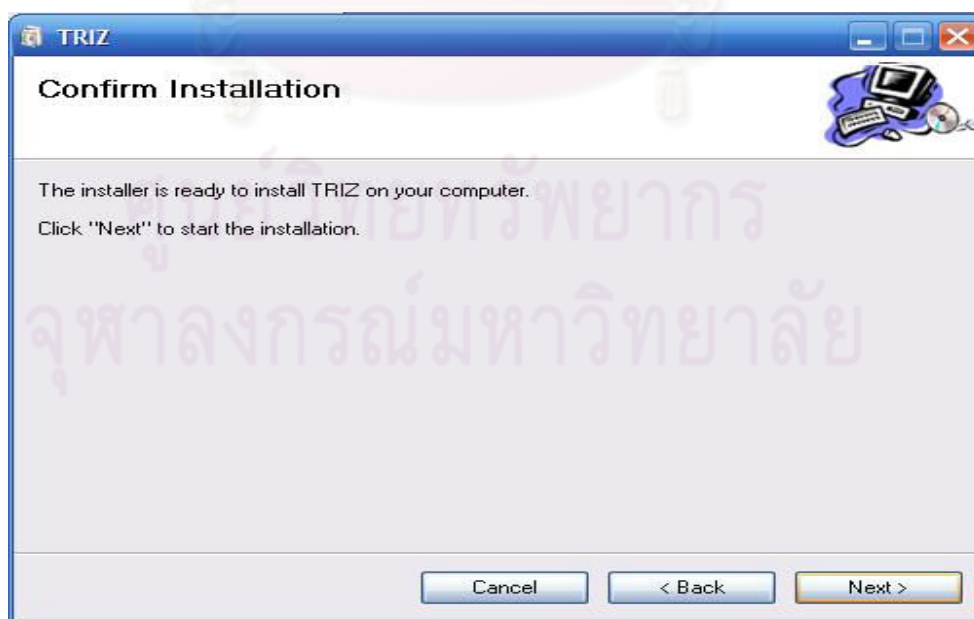 TRIZ
Confirm Installation
The installer is ready to install TRIZ on your computer.
Click "Next" to start the installation.
ศูนย์วิทยทรัพยากร
จุฬาลงกรณ์มหาวิทยาลัย
Cancel
< Back
Next >